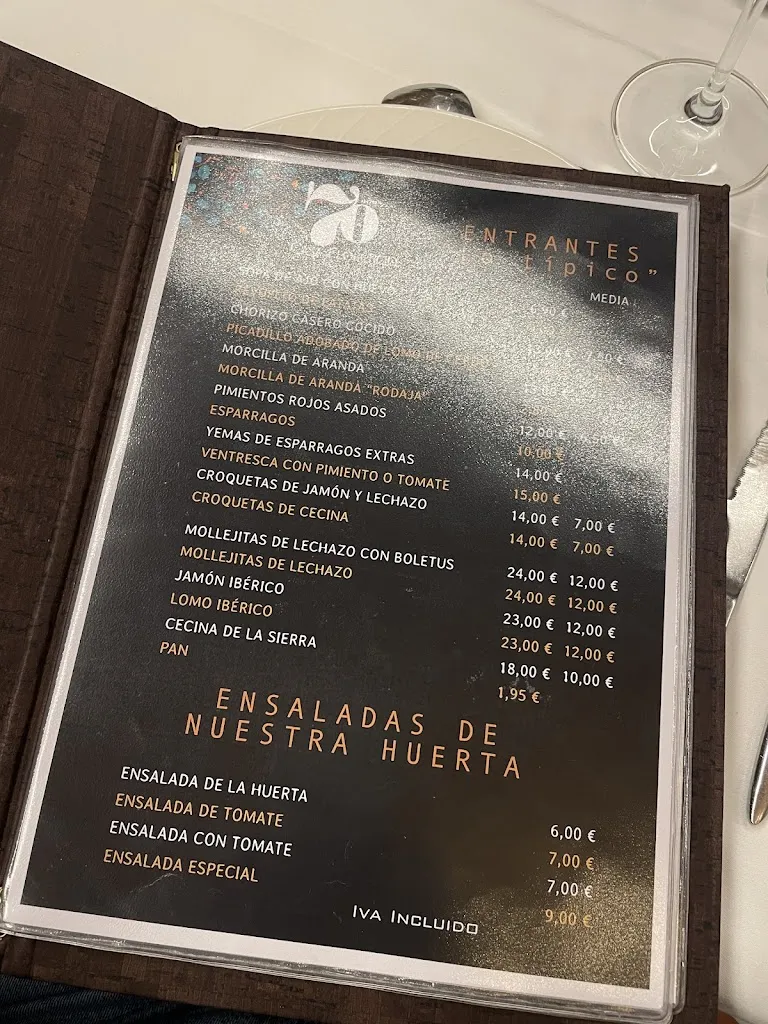 70
ENTRANTES
"lo típico"
MEDIA
CHORIZO CASERO COCIDO
PICADILLO ADOBADO DE LOMO DE
MORCILLA DE ARANDA
MORCILLA DE ARANDA "RODAJA"
PIMIENTOS ROJOS ASADOS 12,00 €
ESPARRAGOS 10,00 €
YEMAS DE ESPARRAGOS EXTRAS 14,00 €
VENTRESCA CON PIMIENTO O TOMATE 15,00 €
CROQUETAS DE JAMÓN Y LECHAZO 14,00 € 7,00 €
CROQUETAS DE CECINA 14,00 € 7,00 €
MOLLEJITAS DE LECHAZO CON BOLETUS 24,00 € 12,00 €
MOLLEJITAS DE LECHAZO 24,00 € 12,00 €
JAMÓN IBÉRICO 23,00 € 12,00 €
LOMO IBÉRICO 23,00 € 12,00 €
CECINA DE LA SIERRA 18,00 € 10,00 €
PAN 1,95 €
ENSALADAS DE
NUESTRA HUERTA
ENSALADA DE LA HUERTA 6,00 €
ENSALADA DE TOMATE 7,00 €
ENSALADA CON TOMATE 7,00 €
ENSALADA ESPECIAL 9,00 €
IVA INCLUIDO